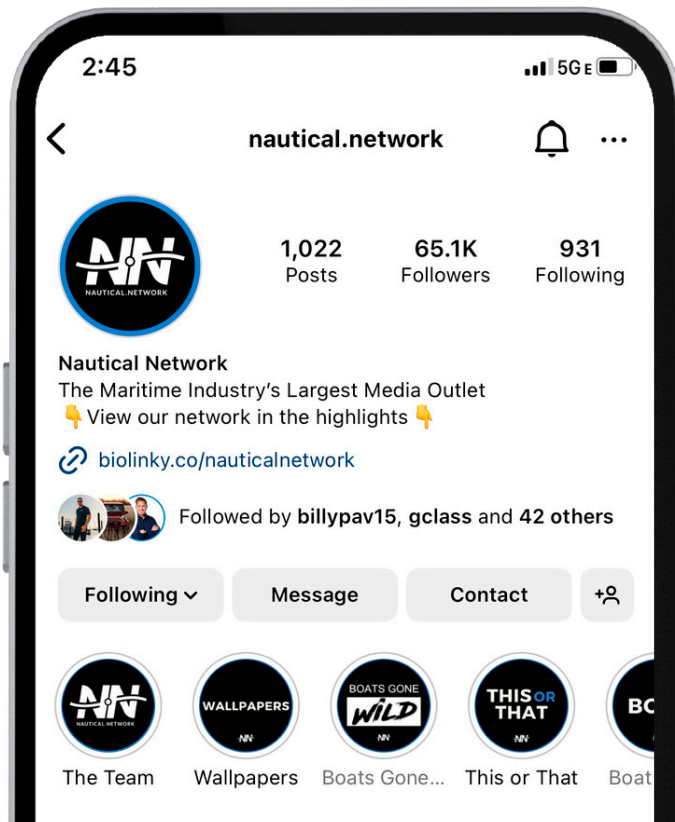 2:45
5G E
nautical.network
NN
NAUTICAL.NETWORK
1,022 65.1K 931
Posts Followers Following
Nautical Network
The Maritime Industry’s Largest Media Outlet
👇View our network in the highlights 👇
biolinky.co/nauticalnetwork
Followed by billypav15, gclass and 42 others
Following Message Contact
NN
NAUTICAL.NETWORK
WALLPAPERS
NN
BOATS GONE
WILD
NN
THIS OR
THAT
NN
BO
The Team Wallpapers Boats Gone... This or That Boat